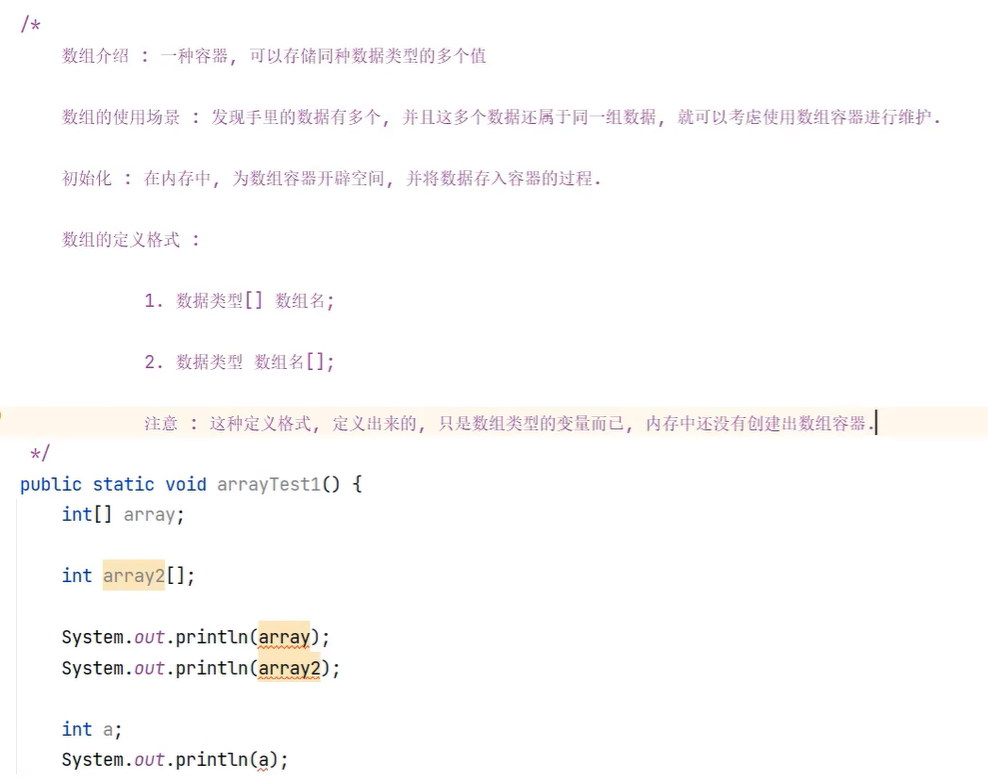 /*
数组介绍 : 一种容器, 可以存储同种数据类型的多个值
数组的使用场景 : 发现手里的数据有多个, 并且这多个数据还属于同一组数据, 就可以考虑使用数组容器进行维护.
初始化 : 在内存中, 为数组容器开辟空间, 并将数据存入容器的过程.
数组的定义格式 :
1. 数据类型[] 数组名;
2. 数据类型 数组名[];
注意 : 这种定义格式, 定义出来的, 只是数组类型的变量而已, 内存中还没有创建出数组容器.
*/
public static void arrayTest1() {
int[] array;
int array2[];
System.out.println(array);
System.out.println(array2);
int a;
System.out.println(a);